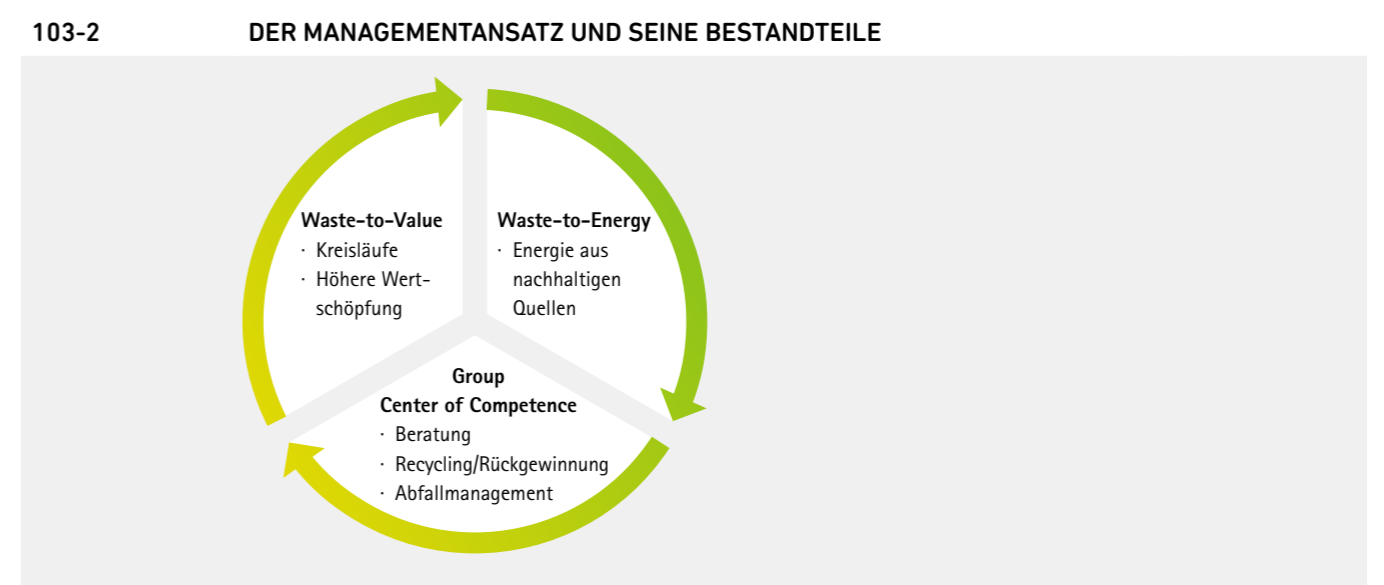 103-2 DER MANAGEMENTANSATZ UND SEINE BESTANDTEILE
Waste-to-Value
· Kreisläufe
· Höhere Wert-
schöpfung
Waste-to-Energy
· Energie aus
nachhaltigen
Quellen
Group
Center of Competence
· Beratung
· Recycling/Rückgewinnung
· Abfallmanagement